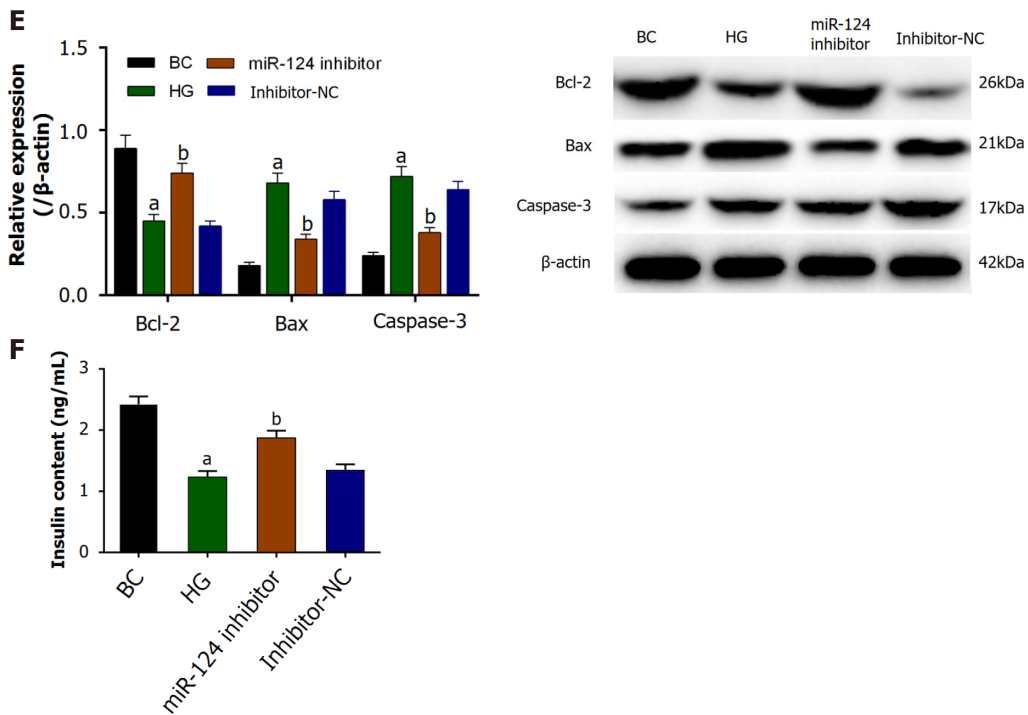 E
Relative expression
(/β-actin)
1.5
1.0
0.5
0.0
BC
miR-124 inhibitor
HG
Inhibitor-NC
a
b
a
b
a
b
Bcl-2
Bax
Caspase-3
BC
HG
miR-124
inhibitor
Inhibitor-NC
Bcl-2
26kDa
Bax
21kDa
Caspase-3
17kDa
β-actin
42kDa
F
Insulin content (ng/mL)
3
2
1
0
a
b
BC
HG
miR-124 inhibitor
Inhibitor-NC